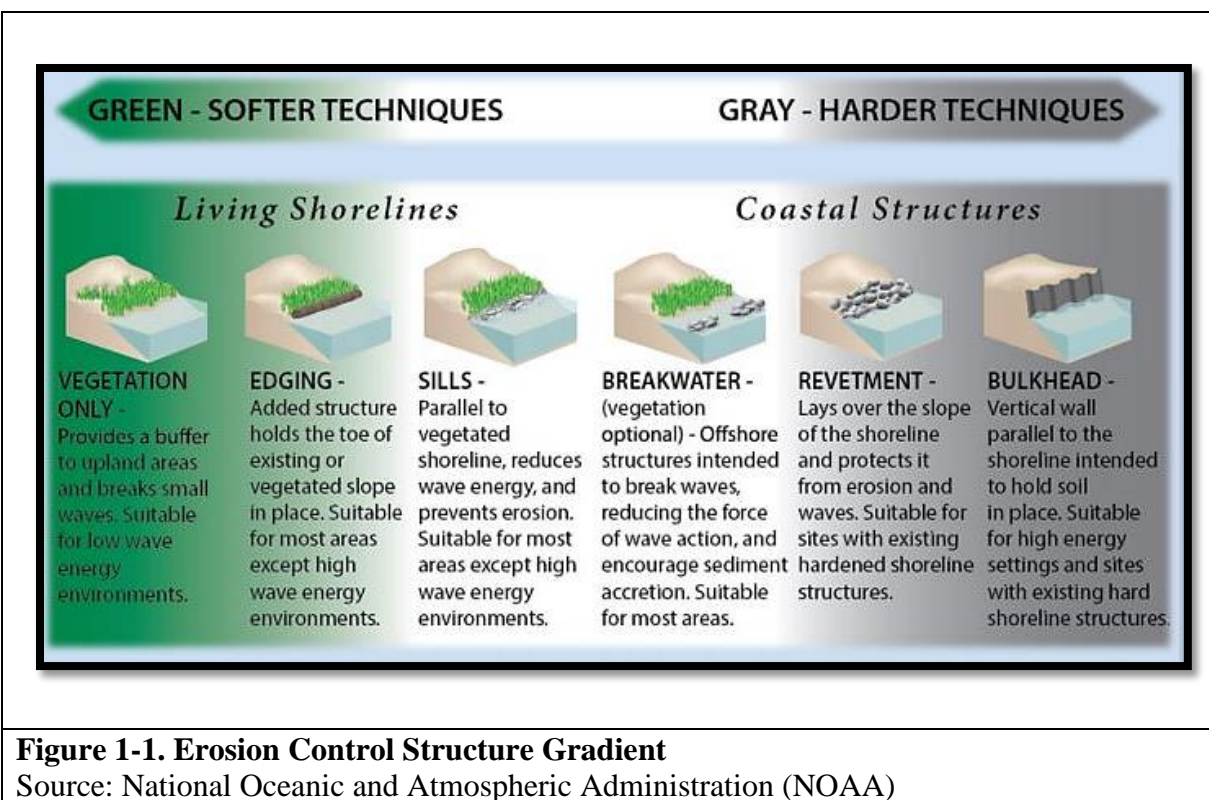 GREEN - SOFTER TECHNIQUES
GRAY - HARDER TECHNIQUES
Living Shorelines
Coastal Structures
VEGETATION
ONLY -
Provides a buffer
to upland areas
and breaks small
waves. Suitable
for low wave
energy
environments.
EDGING -
Added structure
holds the toe of
existing or
vegetated slope
in place. Suitable
for most areas
except high
wave energy
environments.
SILLS -
Parallel to
vegetated
shoreline, reduces
wave energy, and
prevents erosion.
Suitable for most
areas except high
wave energy
environments.
BREAKWATER -
(vegetation
optional) - Offshore
structures intended
to break waves,
reducing the force
of wave action, and
encourage sediment
accretion. Suitable
for most areas.
REVETMENT -
Lays over the slope
of the shoreline
and protects it
from erosion and
waves. Suitable for
sites with existing
hardened shoreline
structures.
BULKHEAD -
Vertical wall
parallel to the
shoreline intended
to hold soil
in place. Suitable
for high energy
settings and sites
with existing hard
shoreline structures.
Figure 1-1. Erosion Control Structure Gradient
Source: National Oceanic and Atmospheric Administration (NOAA)